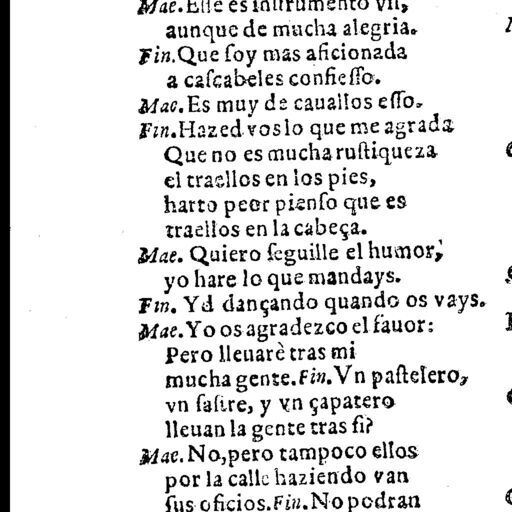 Mae. Este es instrumento vil,
aunque de mucha alegria.
Fin. Que soy mas aficionada
a cascabeles confiesso.
Mae. Es muy de cauallos esso.
Fin. Hazed vos lo que me agrada
Que no es mucha rustiqueza
el traellos en los pies,
harto peor pienso que es
traellos en la cabeça.
Mae. Quiero seguille el humor,
yo hare lo que mandays.
Fin. Yd dançando quando os vays.
Mae. Yo os agradezco el fauor:
Pero lleuarè tras mi
mucha gente. Fin. Vn pastelero,
vn sastre, y vn çapatero
lleuan la gente tras si?
Mae. No, pero tampoco ellos
por la calle haziendo van
sus oficios. Fin. No podran